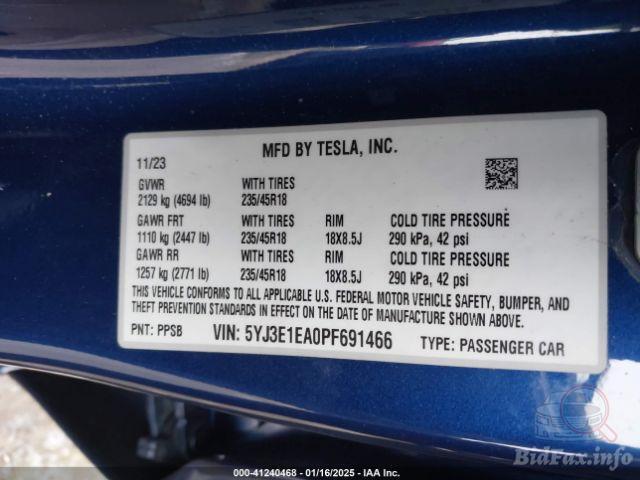 MFD BY TESLA, INC.
11/23
GVWR WITH TIRES
2129 kg (4694 lb) 235/45R18
GAWR FRT WITH TIRES RIM COLD TIRE PRESSURE
1110 kg (2447 lb) 235/45R18 18X8.5J 290 kPa, 42 psi
GAWR RR WITH TIRES RIM COLD TIRE PRESSURE
1257 kg (2771 lb) 235/45R18 18X8.5J 290 kPa, 42 psi
THIS VEHICLE CONFORMS TO ALL APPLICABLE U.S. FEDERAL MOTOR VEHICLE SAFETY, BUMPER, AND
THEFT PREVENTION STANDARDS IN EFFECT ON THE DATE OF MANUFACTURE SHOWN ABOVE.
PNT: PPSB VIN: 5YJ3E1EA0PF691466 TYPE: PASSENGER CAR
BidFax.info
© 41240468 - 01/16/2025 - IAA Inc.